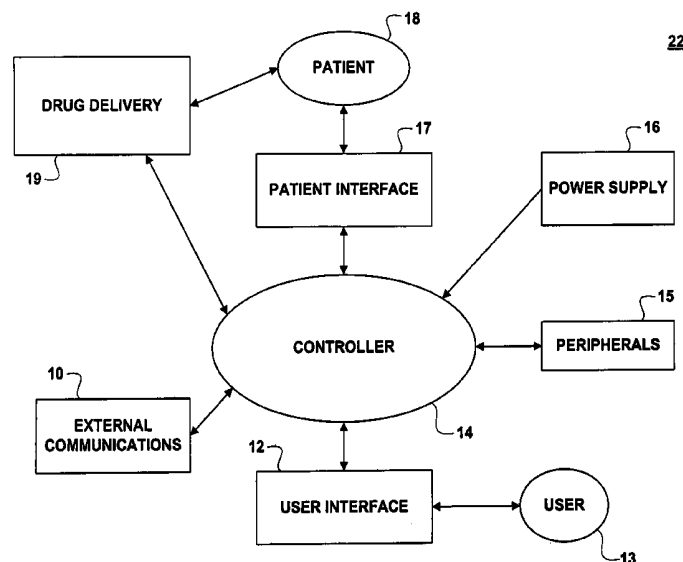 18
22
PATIENT
DRUG DELIVERY
17
16
19
PATIENT INTERFACE
POWER SUPPLY
15
CONTROLLER
PERIPHERALS
10
EXTERNAL
COMMUNICATIONS
14
12
USER INTERFACE
USER
13